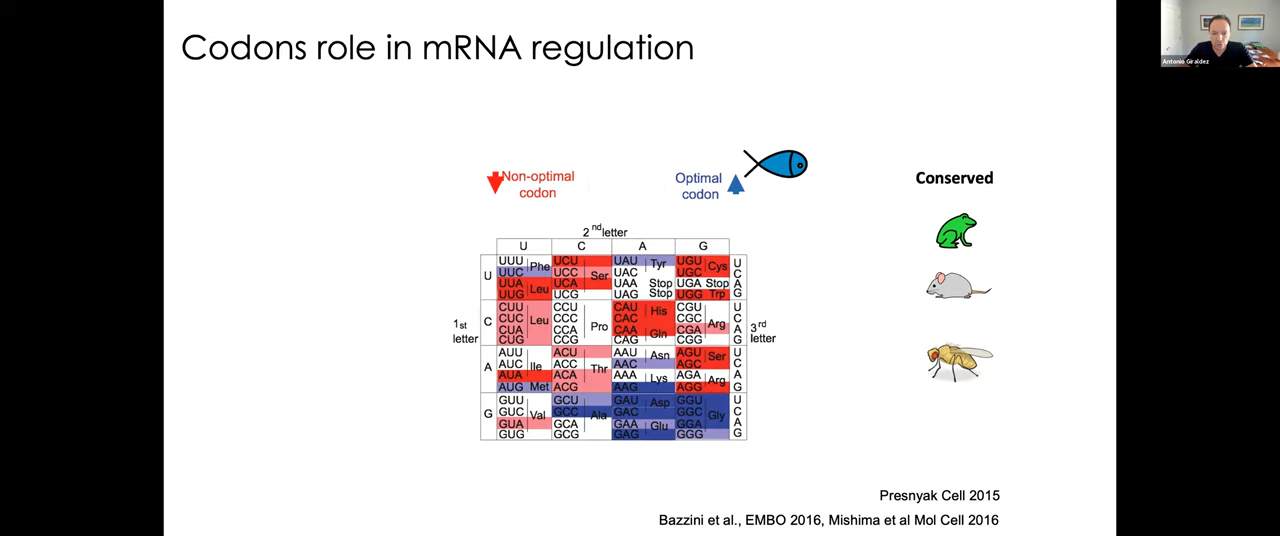 Codons role in mRNA regulation
Antonio Giraldez
Non-optimal
codon
Optimal
codon
Conserved
2nd letter
U C A G
1st
letter
3rd
letter
U
UUU Phe UCU Ser UAU Tyr UGU Cys U
UUC UCC UAC UGC C
UUA Leu UCA UAA Stop UGA Stop A
UUG UCG UAG Stop UGG Trp G
C
CUU Leu CCU Pro CAU His CGU Arg U
CUC CCC CAC CGC C
CUA CCA CAA Gln CGA A
CUG CCG CAG CGG G
A
AUU Ile ACU Thr AAU Asn AGU Ser U
AUC ACC AAC AGC C
AUA ACA AAA Lys AGA Arg A
AUG Met ACG AAG AGG G
G
GUU Val GCU Ala GAU Asp GGU Gly U
GUC GCC GAC GGC C
GUA GCA GAA Glu GGA A
GUG GCG GAG GGG G
Presnyak Cell 2015
Bazzini et al., EMBO 2016, Mishima et al Mol Cell 2016